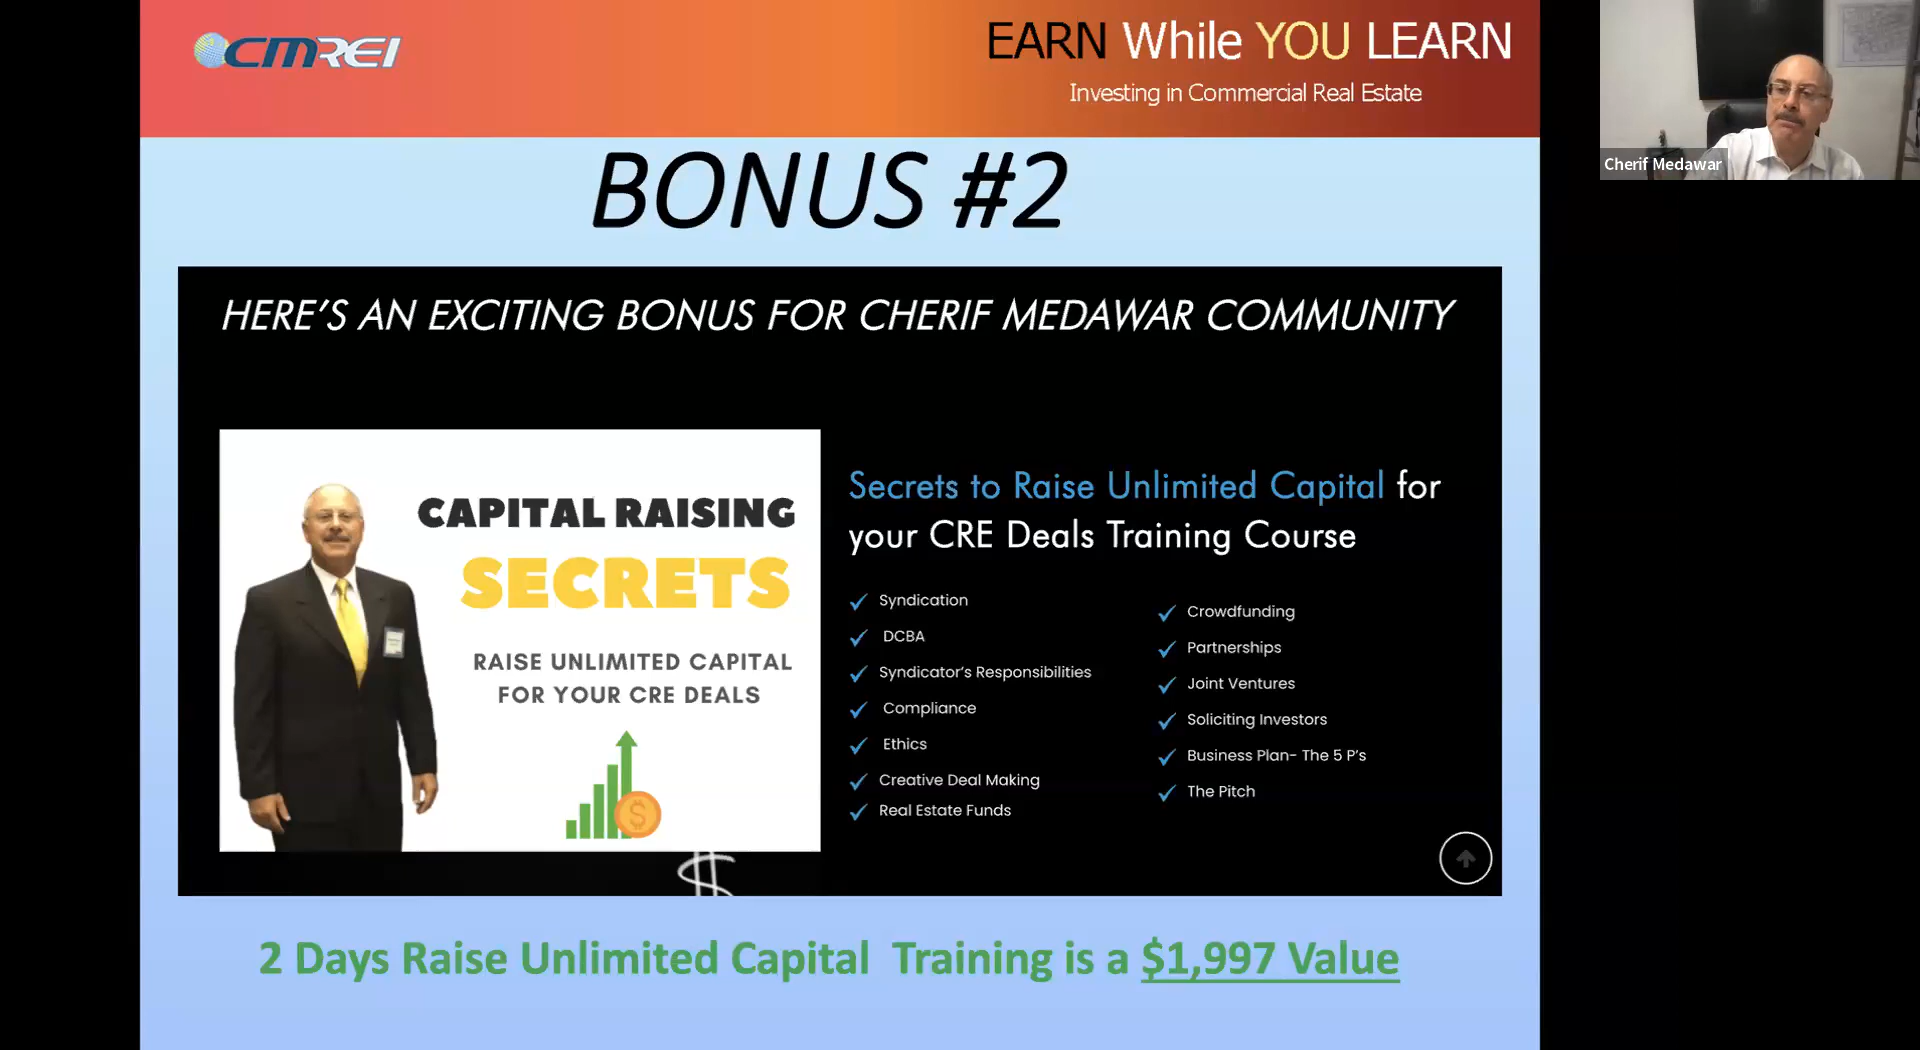 CMREI
EARN While YOU LEARN
Investing in Commercial Real Estate
Cherif Medawar
BONUS #2
HERE'S AN EXCITING BONUS FOR CHERIF MEDAWAR COMMUNITY
CAPITAL RAISING
SECRETS
RAISE UNLIMITED CAPITAL
FOR YOUR CRE DEALS
$
$
Secrets to Raise Unlimited Capital for
your CRE Deals Training Course
Syndication
DCBA
Syndicator's Responsibilities
Compliance
Ethics
Creative Deal Making
Real Estate Funds
Crowdfunding
Partnerships
Joint Ventures
Soliciting Investors
Business Plan- The 5 P's
The Pitch
2 Days Raise Unlimited Capital  Training is a $1,997 Value